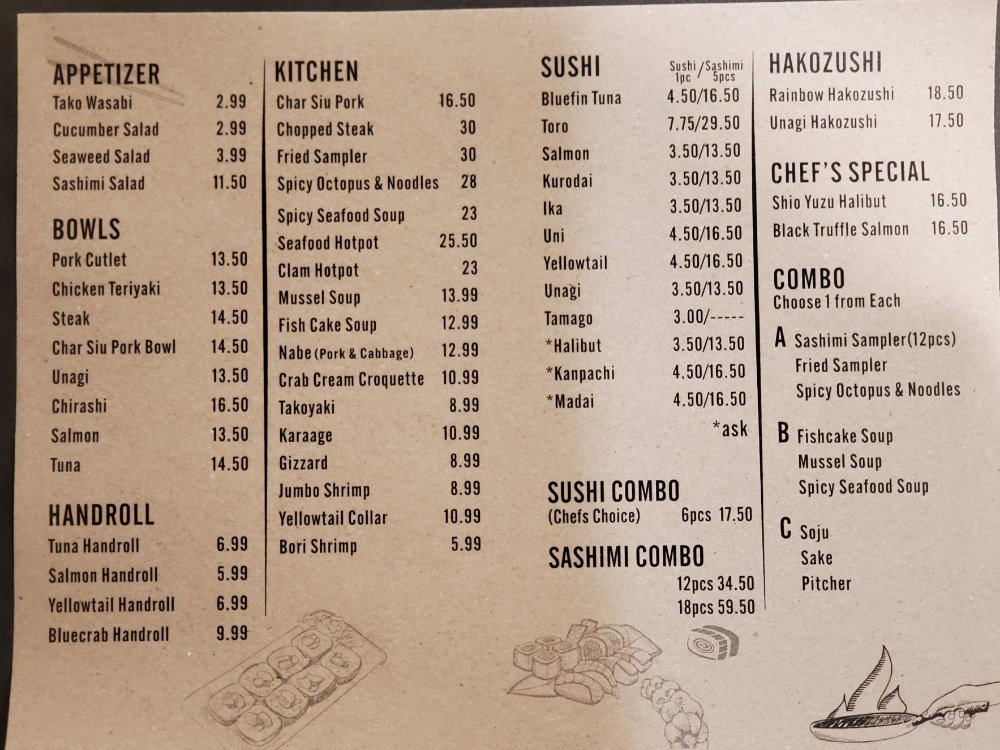 APPETIZER
Tako Wasabi 2.99
Cucumber Salad 2.99
Seaweed Salad 3.99
Sashimi Salad 11.50
BOWLS
Pork Cutlet 13.50
Chicken Teriyaki 13.50
Steak 14.50
Char Siu Pork Bowl 14.50
Unagi 13.50
Chirashi 16.50
Salmon 13.50
Tuna 14.50
HANDROLL
Tuna Handroll 6.99
Salmon Handroll 5.99
Yellowtail Handroll 6.99
Bluecrab Handroll 9.99
KITCHEN
Char Siu Pork 16.50
Chopped Steak 30
Fried Sampler 30
Spicy Octopus & Noodles 28
Spicy Seafood Soup 23
Seafood Hotpot 25.50
Clam Hotpot 23
Mussel Soup 13.99
Fish Cake Soup 12.99
Nabe (Pork & Cabbage) 12.99
Crab Cream Croquette 10.99
Takoyaki 8.99
Karaage 10.99
Gizzard 8.99
Jumbo Shrimp 8.99
Yellowtail Collar 10.99
Bori Shrimp 5.99
SUSHI Sushi 1pc / Sashimi 5pcs
Bluefin Tuna 4.50/16.50
Toro 7.75/29.50
Salmon 3.50/13.50
Kurodai 3.50/13.50
Ika 3.50/13.50
Uni 4.50/16.50
Yellowtail 4.50/16.50
Unagi 3.50/13.50
Tamago 3.00/-----
*Halibut 3.50/13.50
*Kanpachi 4.50/16.50
*Madai 4.50/16.50
*ask
SUSHI COMBO
(Chefs Choice) 6pcs 17.50
SASHIMI COMBO
12pcs 34.50
18pcs 59.50
HAKOZUSHI
Rainbow Hakozushi 18.50
Unagi Hakozushi 17.50
CHEF'S SPECIAL
Shio Yuzu Halibut 16.50
Black Truffle Salmon 16.50
COMBO
Choose 1 from Each
A Sashimi Sampler(12pcs)
Fried Sampler
Spicy Octopus & Noodles
B Fishcake Soup
Mussel Soup
Spicy Seafood Soup
C Soju
Sake
Pitcher